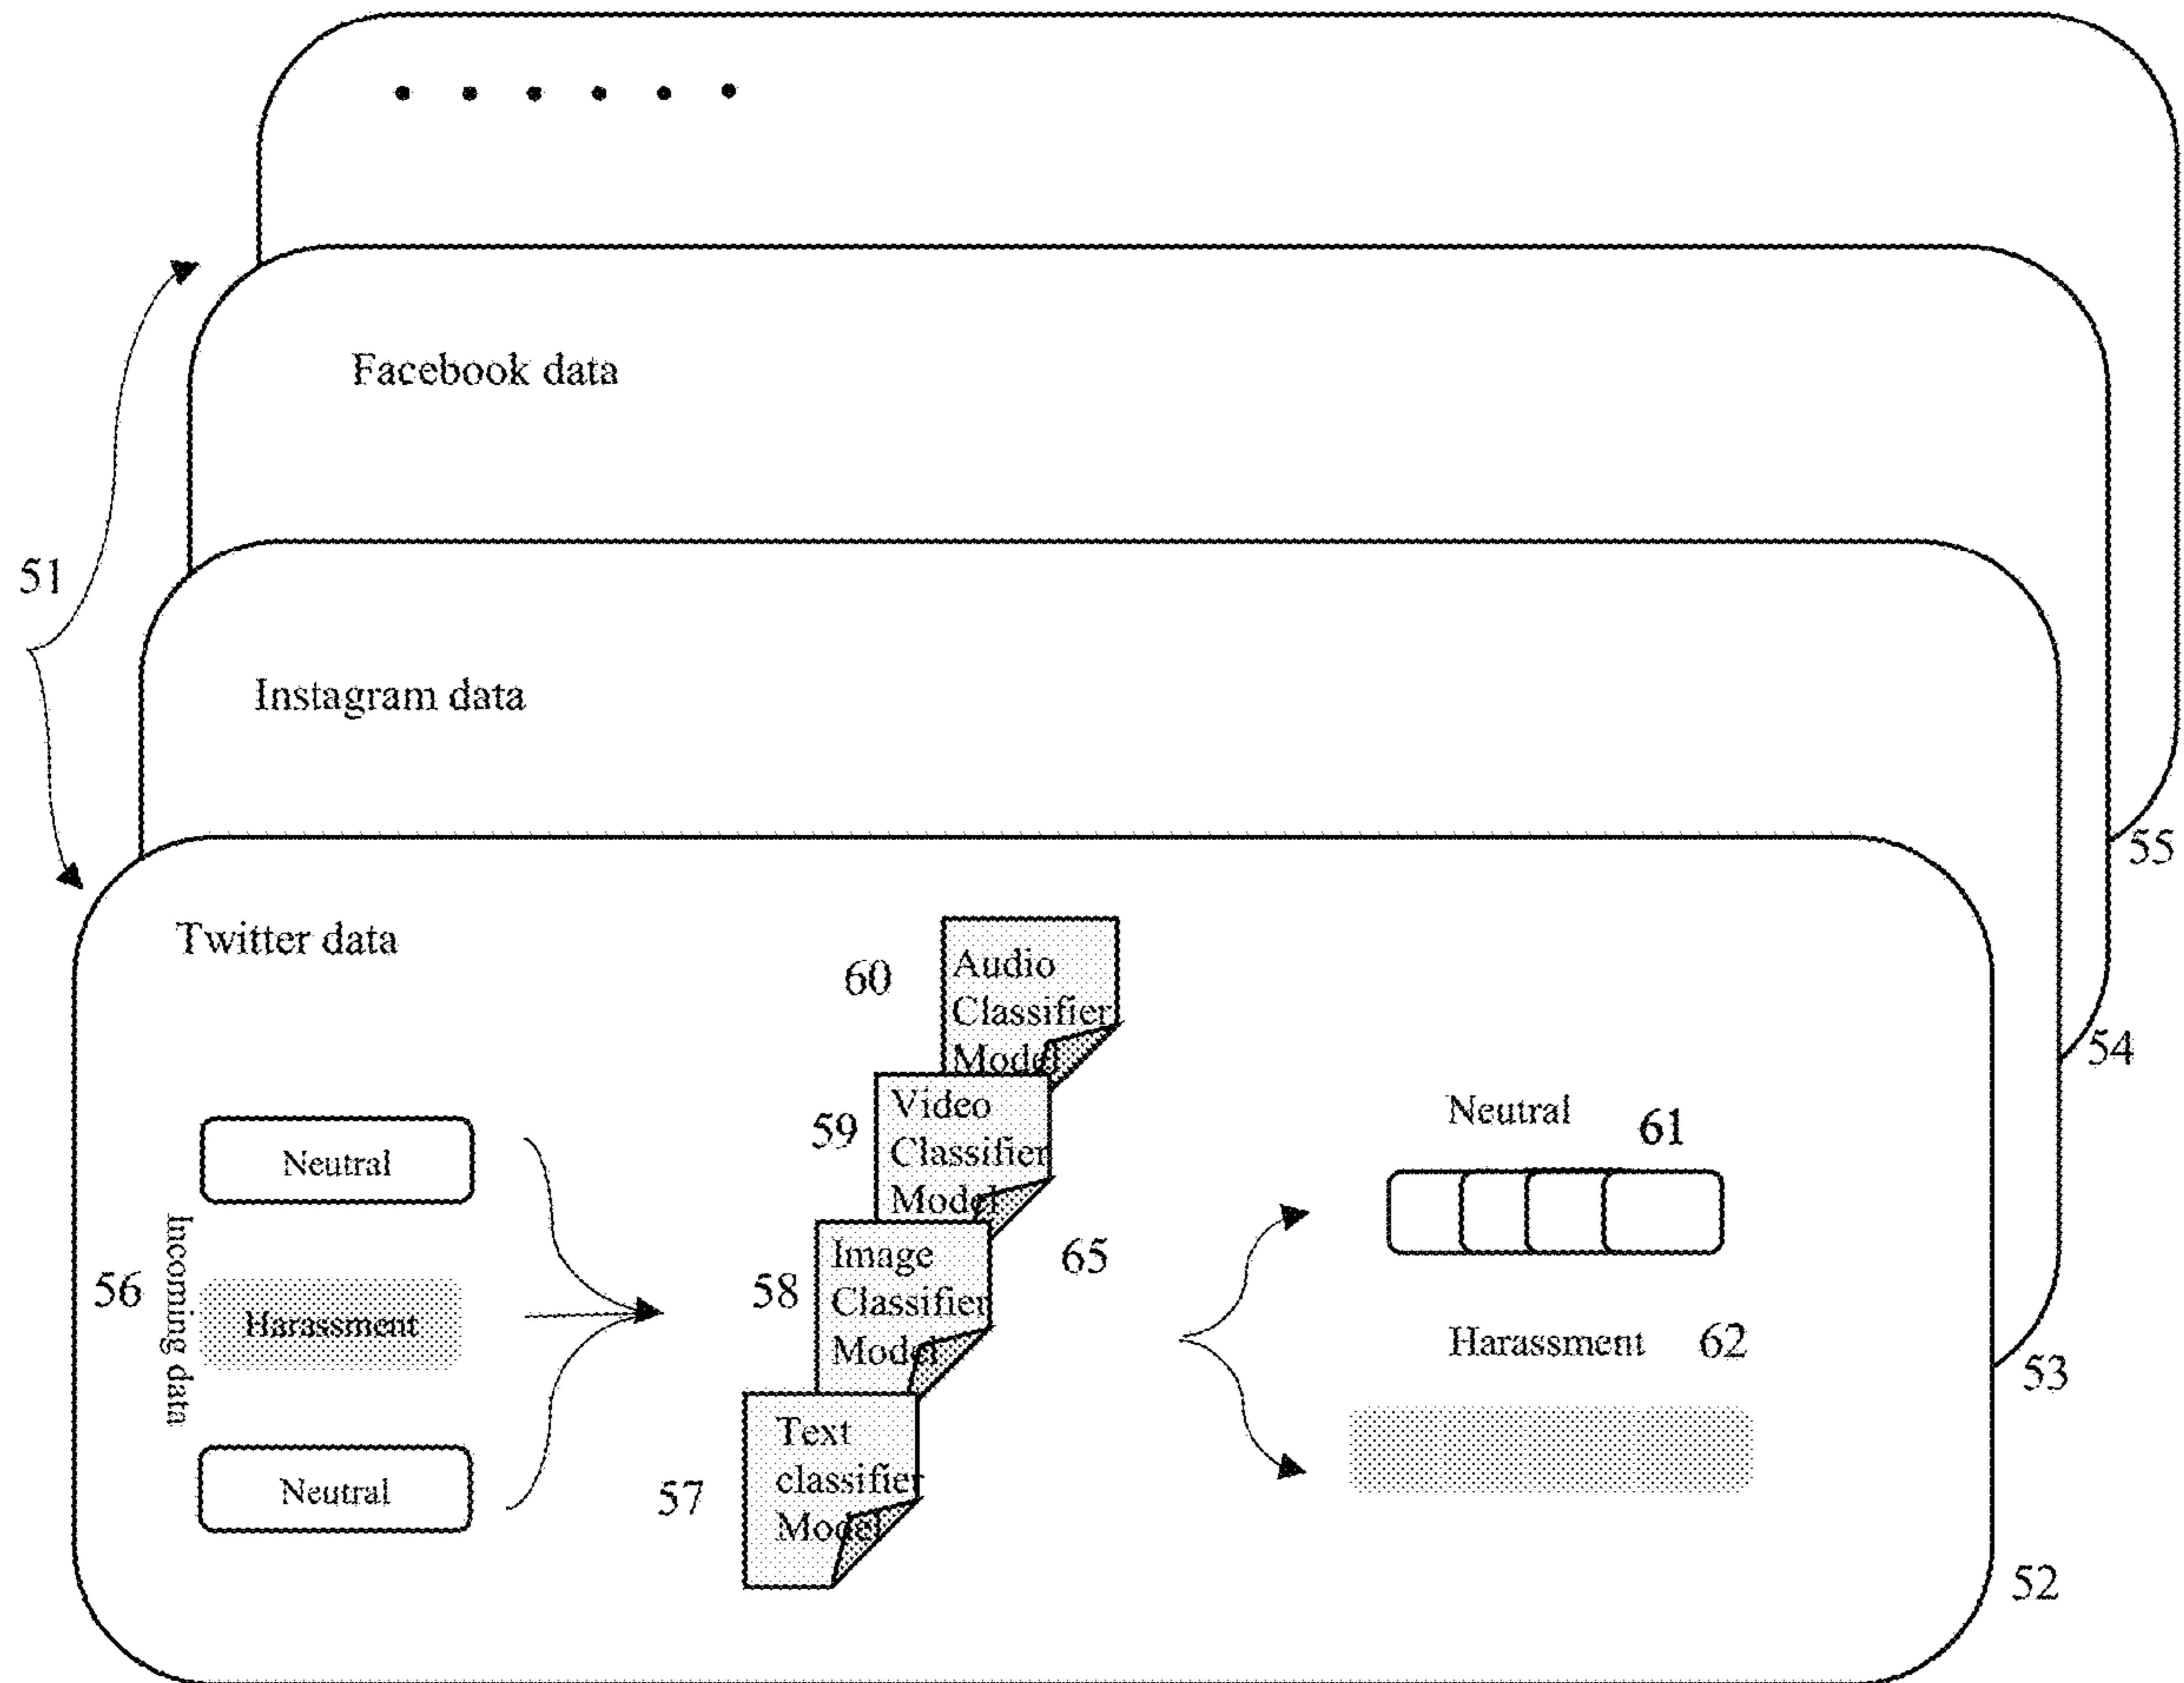 . . . . . .
Facebook data
51
Instagram data
55
Twitter data
60
Audio
Classifier
Model
54
59
Video
Classifier
Model
Neutral
61
Neutral
56
Incoming data
Harassment
58
Image
Classifier
Model
65
Harassment
62
53
Neutral
57
Text
classifier
Model
52